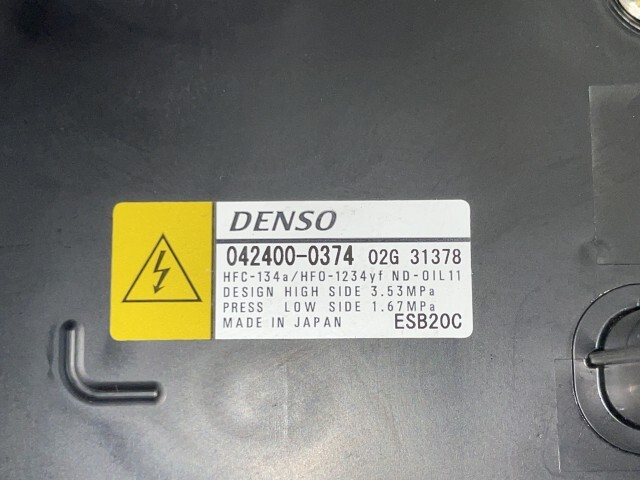 DENSO
042400-0374 02G 31378
HFC-134a/HFO-1234yf ND-OIL11
DESIGN HIGH SIDE 3.53MPa
PRESS LOW SIDE 1.67MPa
MADE IN JAPAN ESB20C